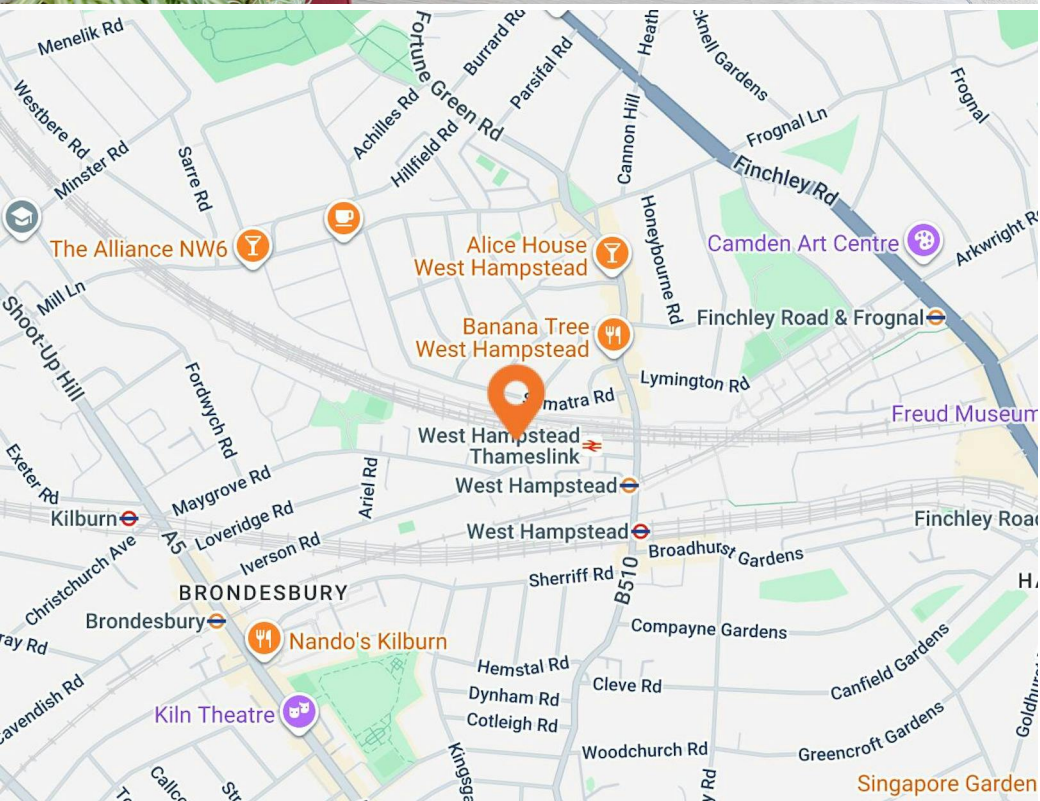 Menelik Rd
Fortune Green Rd
Burrard Rd
Parsifal Rd
Heath
Frognal
Westbere Rd
Achilles Rd
Hillfield Rd
Cannon Hill
Frognal Ln
Minster Rd
Sarre Rd
Finchley Rd
Honeybourne Rd
Arkwright
The Alliance NW6
Alice House
West Hampstead
Camden Art Centre
Mill Ln
Shoot-Up Hill
Finchley Road & Frognal
Banana Tree
West Hampstead
Fordwych Rd
Lymington Rd
Freud Museum
West Hampstead
Thameslink
Exeter Rd
Maygrove Rd
Ariel Rd
West Hampstead
Kilburn
Loveridge Rd
West Hampstead
Finchley
A5
Iverson Rd
Broadhurst Gardens
Christchurch Ave
B510
Sherriff Rd
BRONDESBURY
Brondesbury
Compayne Gardens
Nando's Kilburn
Hemstal Rd
Canfield Gardens
Cavendish Rd
Cleve Rd
Dynham Rd
Kiln Theatre
Cotleigh Rd
Woodchurch Rd
Greencroft Gardens
Singapore Garden